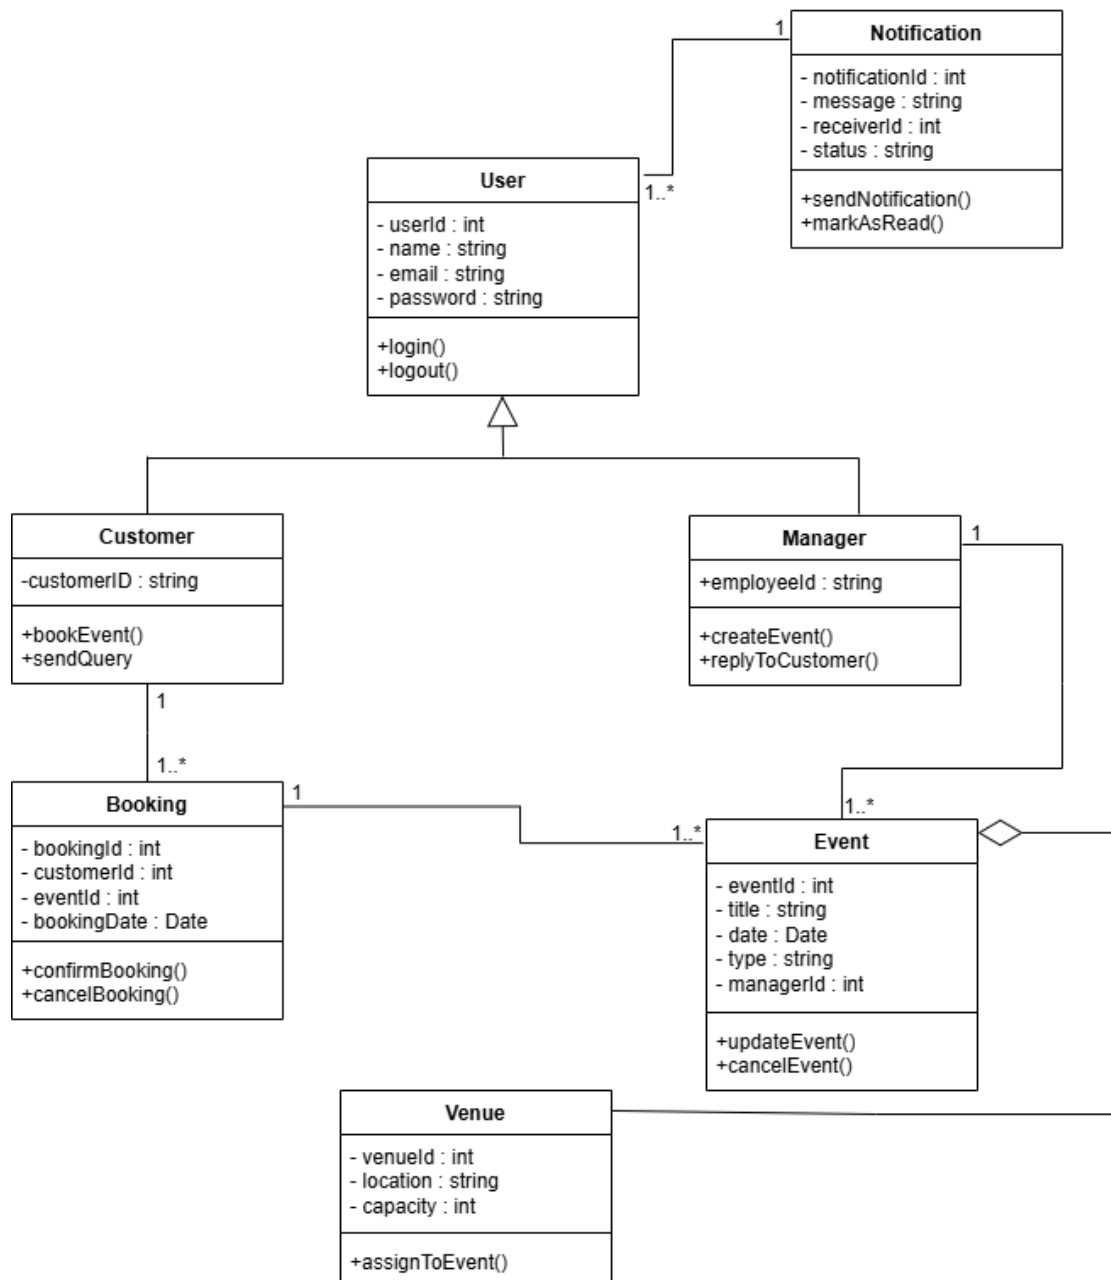 1
Notification
- notificationId : int
- message : string
- receiverId : int
- status : string
+sendNotification()
+markAsRead()
1..*
User
- userId : int
- name : string
- email : string
- password : string
+login()
+logout()
Customer
-customerID : string
+bookEvent()
+sendQuery
1
Manager
+employeeId : string
+createEvent()
+replyToCustomer()
1
1..*
Booking
- bookingId : int
- customerId : int
- eventId : int
- bookingDate : Date
+confirmBooking()
+cancelBooking()
1
1..*
1..*
Event
- eventId : int
- title : string
- date : Date
- type : string
- managerId : int
+updateEvent()
+cancelEvent()
Venue
- venueId : int
- location : string
- capacity : int
+assignToEvent()